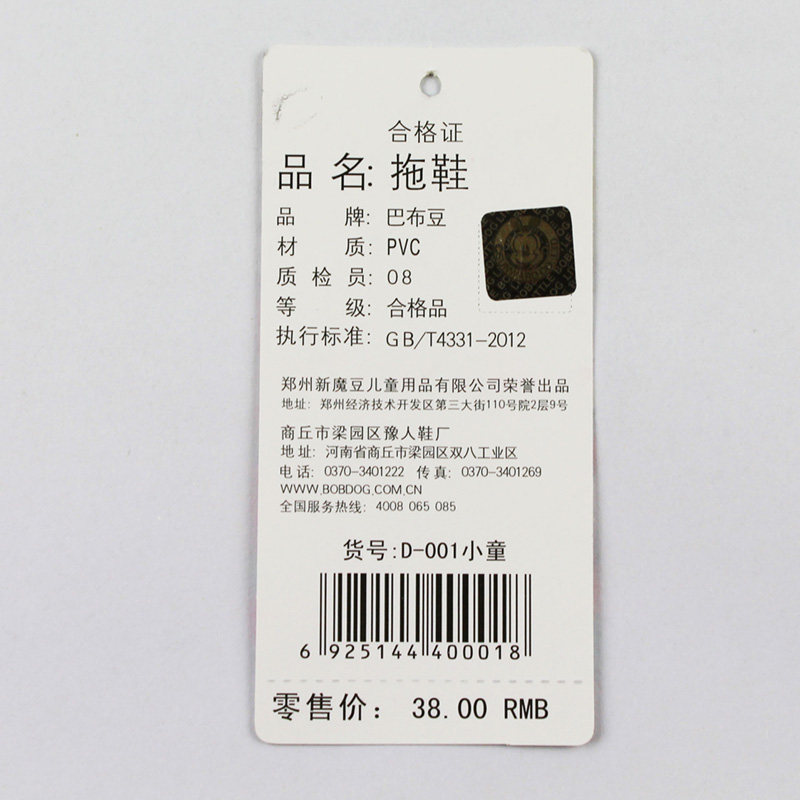 合格证
品 名: 拖鞋
品 牌: 巴布豆
材 质: PVC
质 检 员: 08
等 级: 合格品
执行标准: GB/T4331-2012
郑州新魔豆儿童用品有限公司荣誉出品
地址: 郑州经济技术开发区第三大街110号院2层9号
商丘市梁园区豫人鞋厂
地 址: 河南省商丘市梁园区双八工业区
电 话: 0370-3401222 传 真: 0370-3401269
WWW.BOBDOG.COM.CN
全国服务热线: 4008 065 085
货号:D-001小童
6 925144 400018
零售价: 38.00 RMB